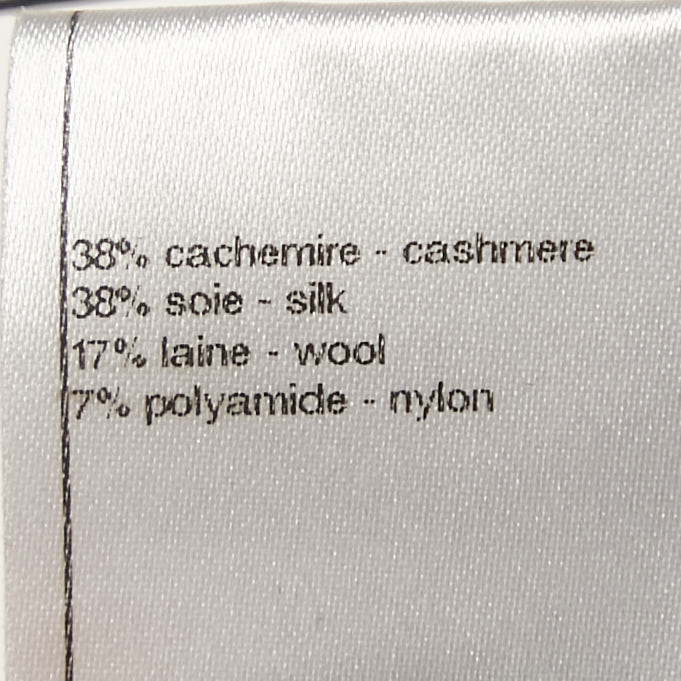 38% cachemire - cashmere
38% soie - silk
17% laine - wool
7% polyamide - nylon